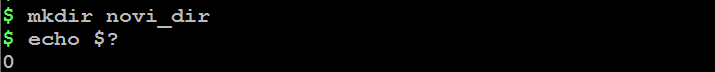 $ mkdir novi_dir
$ echo $?
0